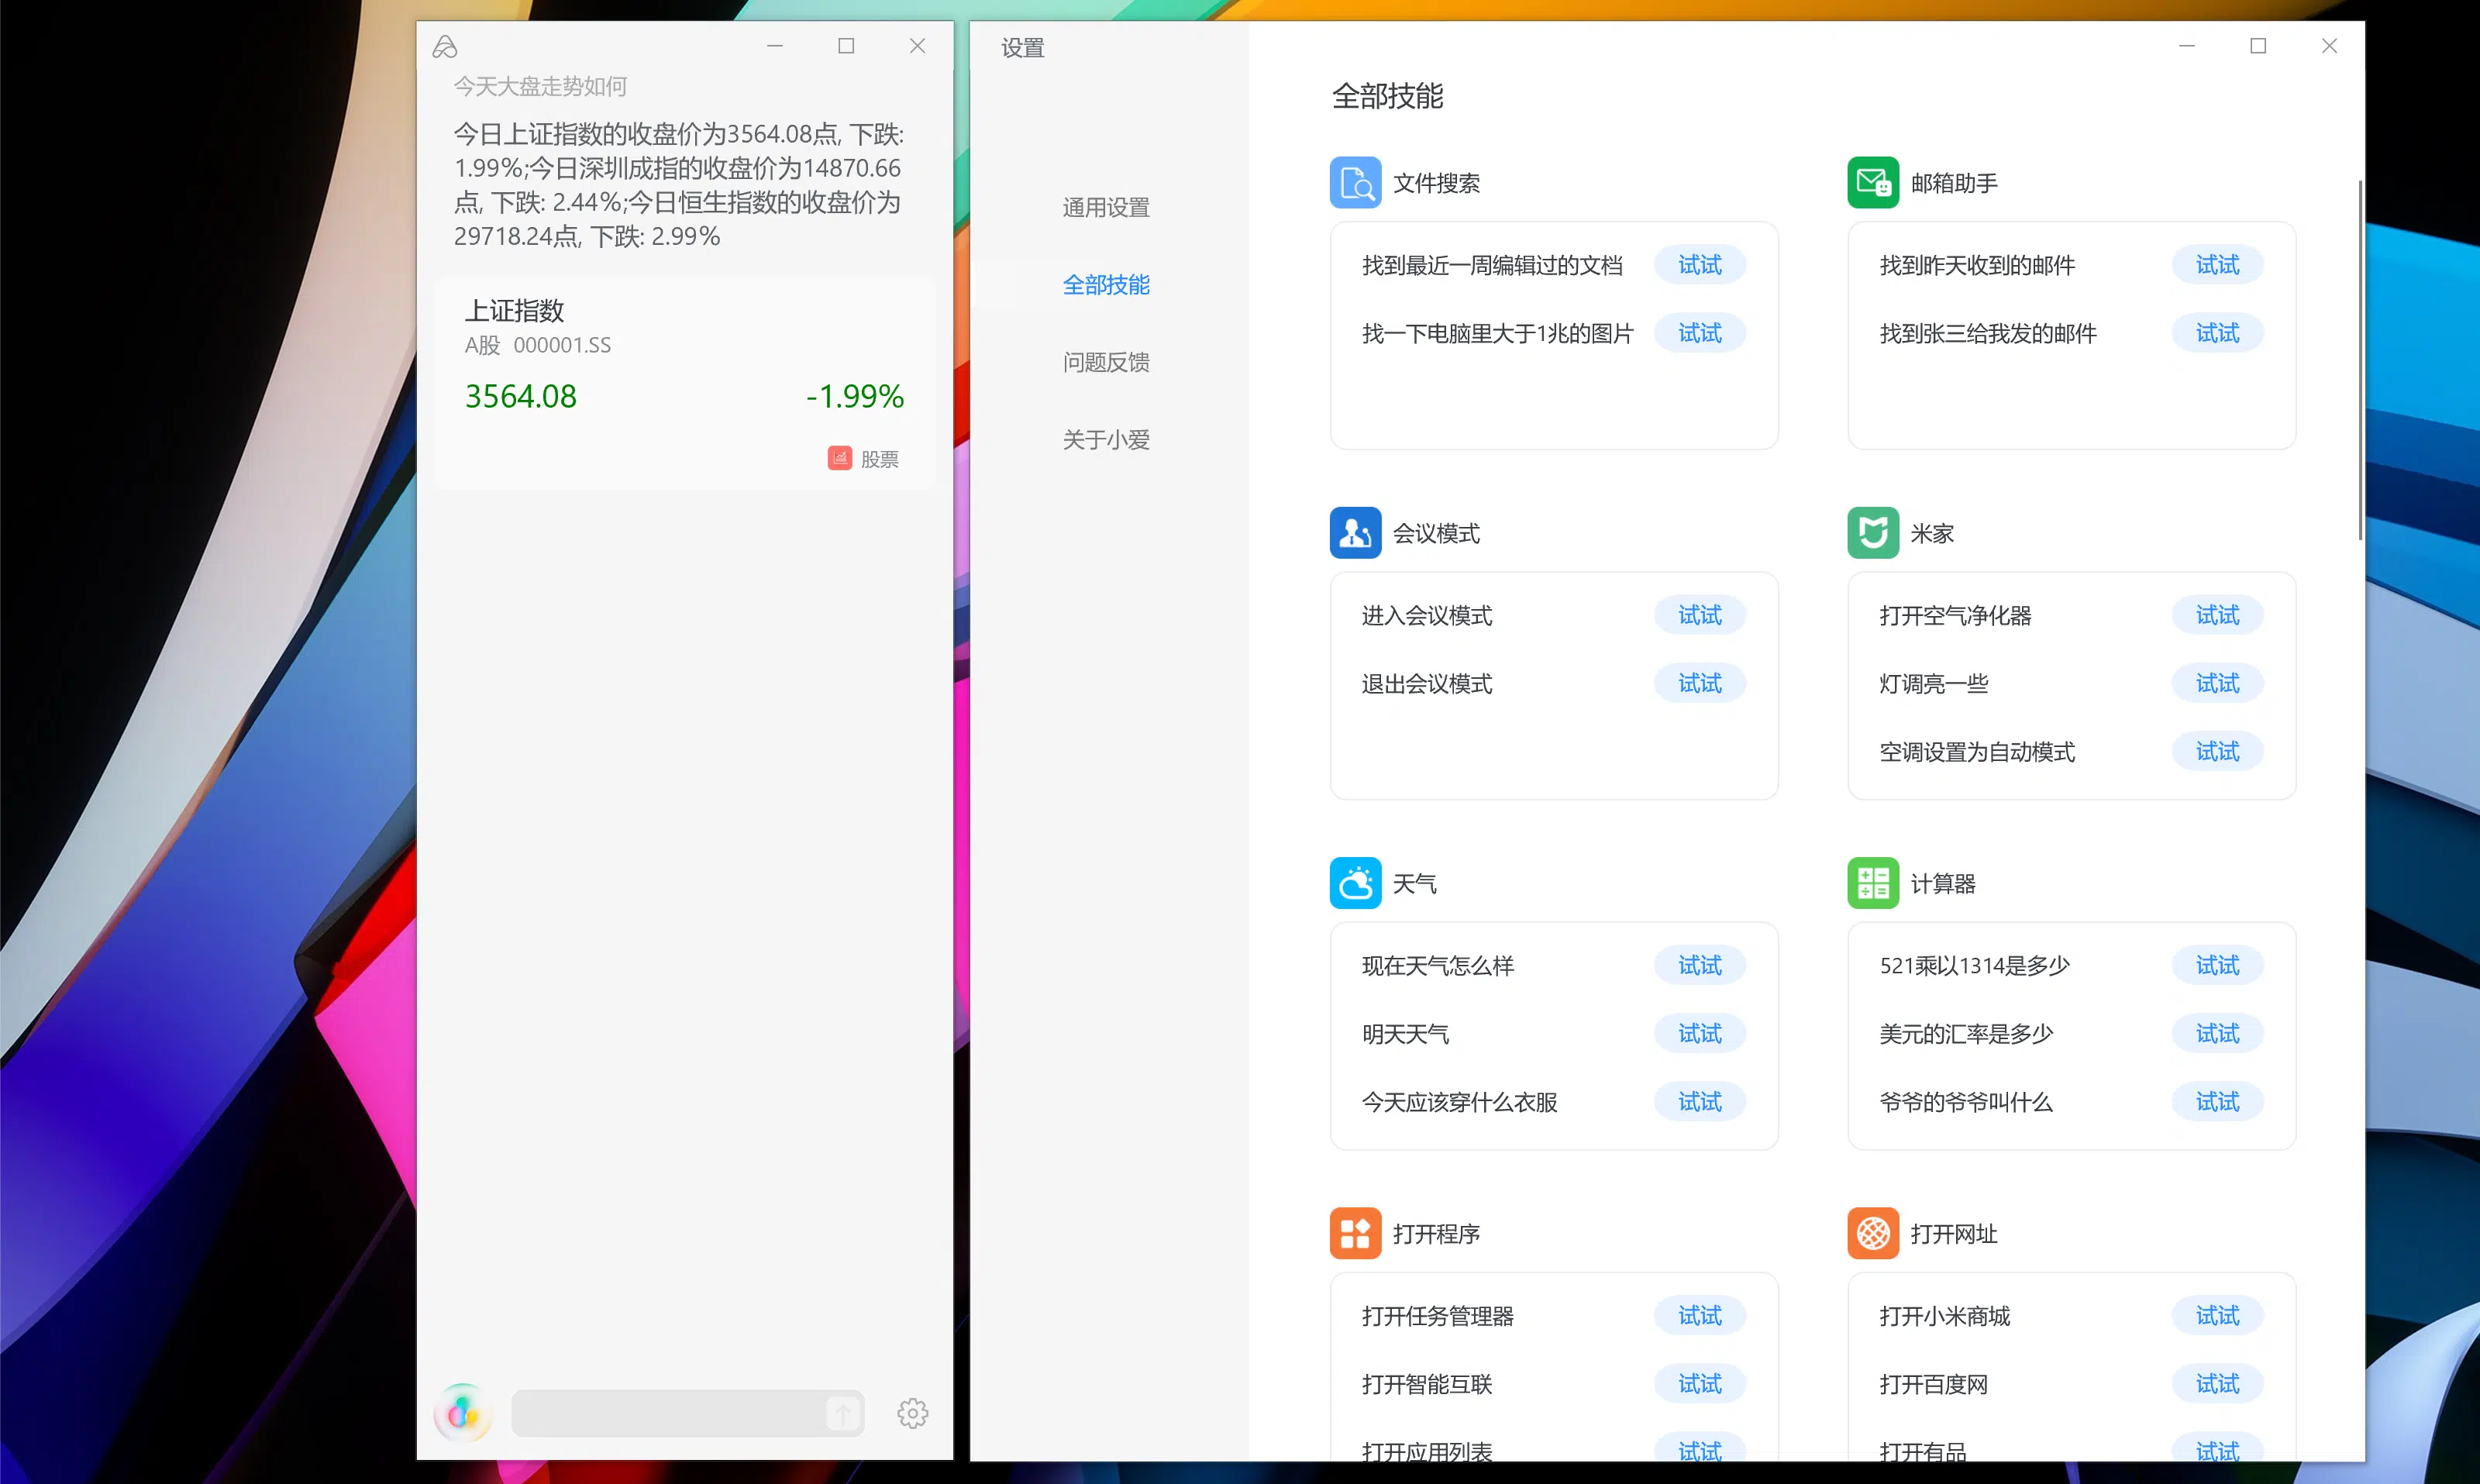 今天大盘走势如何
今日上证指数的收盘价为3564.08点, 下跌:
1.99%;今日深圳成指的收盘价为14870.66
点, 下跌: 2.44%;今日恒生指数的收盘价为
29718.24点, 下跌: 2.99%
上证指数
A股 000001.SS
3564.08 -1.99%
股票
设置
通用设置
全部技能
问题反馈
关于小爱
全部技能
文件搜索
找到最近一周编辑过的文档 试试
找一下电脑里大于1兆的图片 试试
邮箱助手
找到昨天收到的邮件 试试
找到张三给我发的邮件 试试
会议模式
进入会议模式 试试
退出会议模式 试试
米家
打开空气净化器 试试
灯调亮一些 试试
空调设置为自动模式 试试
天气
现在天气怎么样 试试
明天天气 试试
今天应该穿什么衣服 试试
计算器
521乘以1314是多少 试试
美元的汇率是多少 试试
爷爷的爷爷叫什么 试试
打开程序
打开任务管理器 试试
打开智能互联 试试
打开应用列表 试试
打开网址
打开小米商城 试试
打开百度网 试试
打开有品 试试